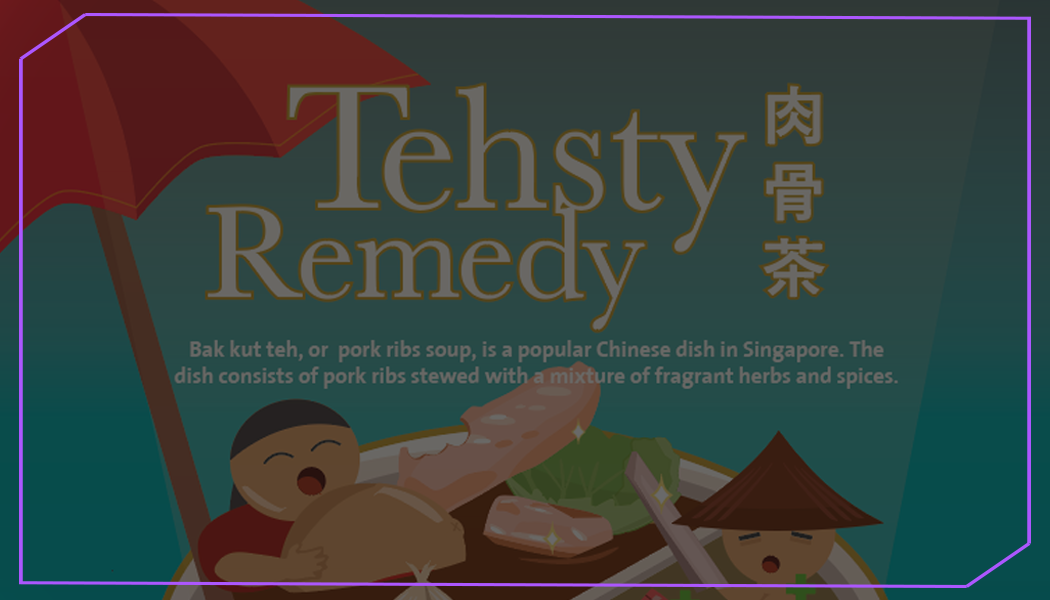 Tehsty
Remedy
肉骨茶
Bak kut teh, or pork ribs soup, is a popular Chinese dish in Singapore. The
dish consists of pork ribs stewed with a mixture of fragrant herbs and spices.